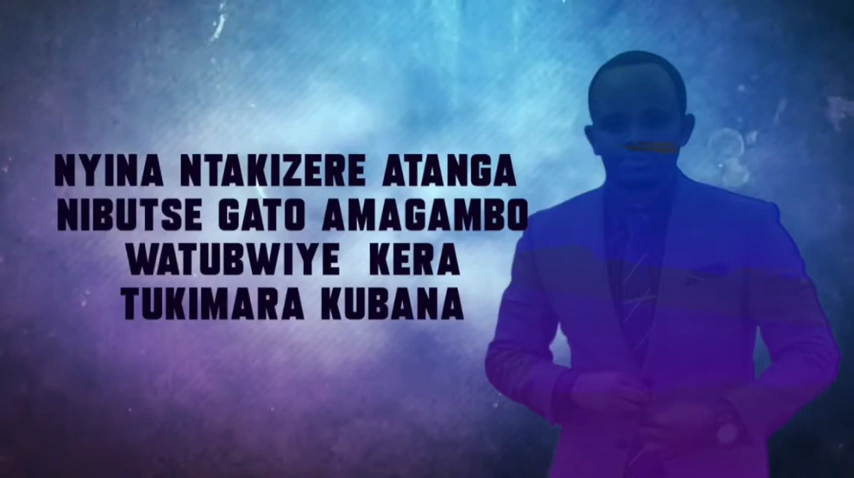 NYINA NTAKIZERE ATANGA
NIBUTSE GATO AMAGAMBO
WATUBWIYE KERA
TUKIMARA KUBANA